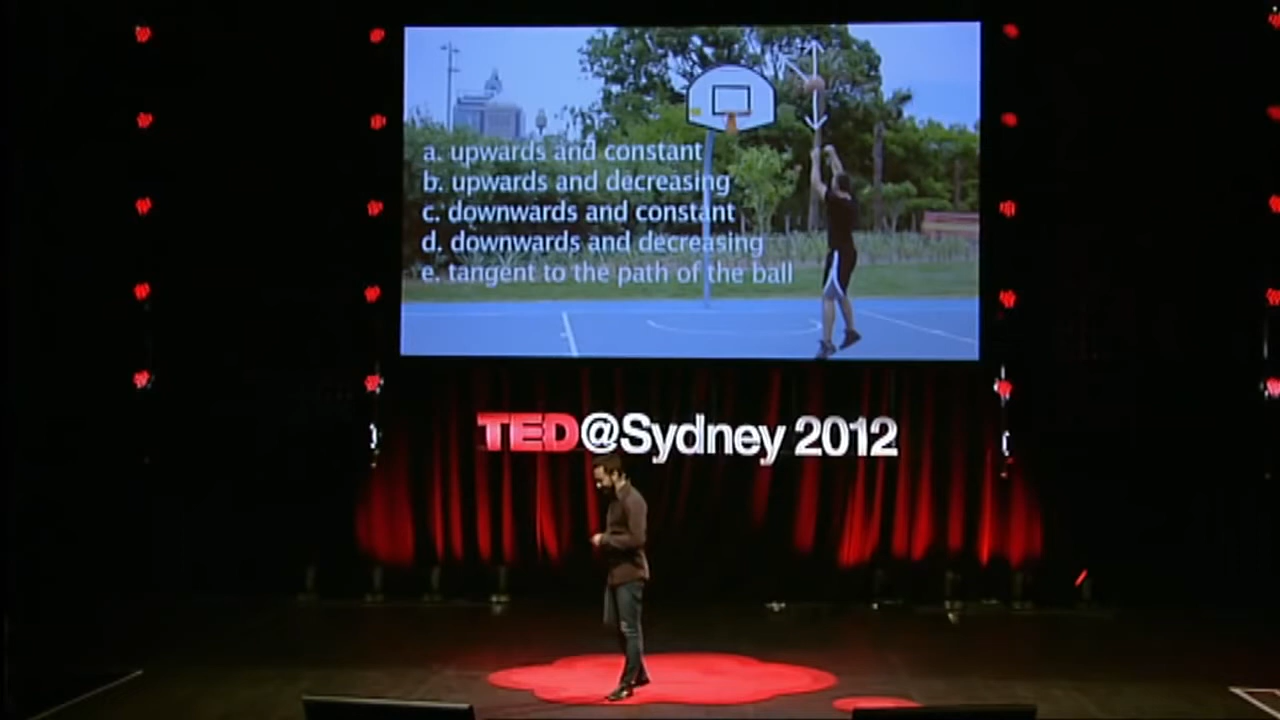 a. upwards and constant
b. upwards and decreasing
c. downwards and constant
d. downwards and decreasing
e. tangent to the path of the ball
TED@Sydney 2012